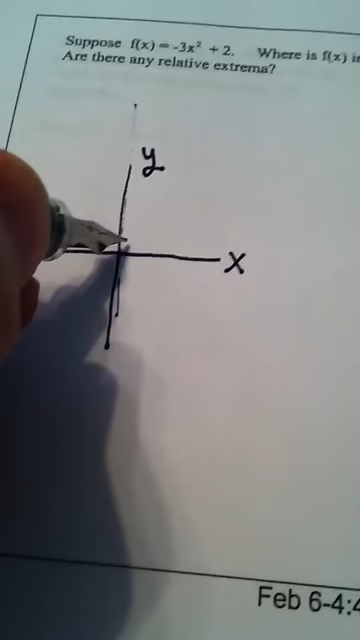 Suppose f(x) = -3x² + 2. Where is f(x)
Are there any relative extrema?
y
x
Feb 6-4:4